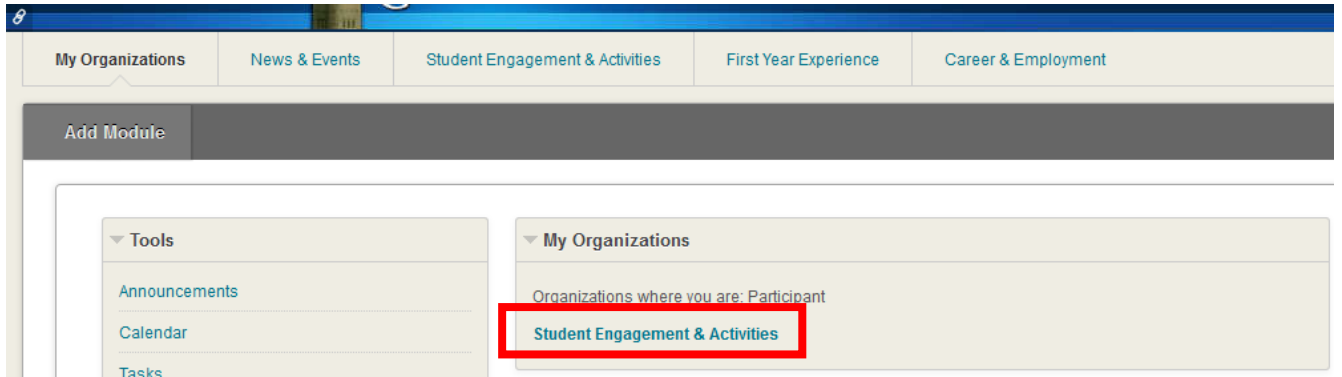 My Organizations News & Events Student Engagement & Activities First Year Experience Career & Employment
Add Module
Tools
Announcements
Calendar
Tasks
My Organizations
Organizations where you are: Participant
Student Engagement & Activities